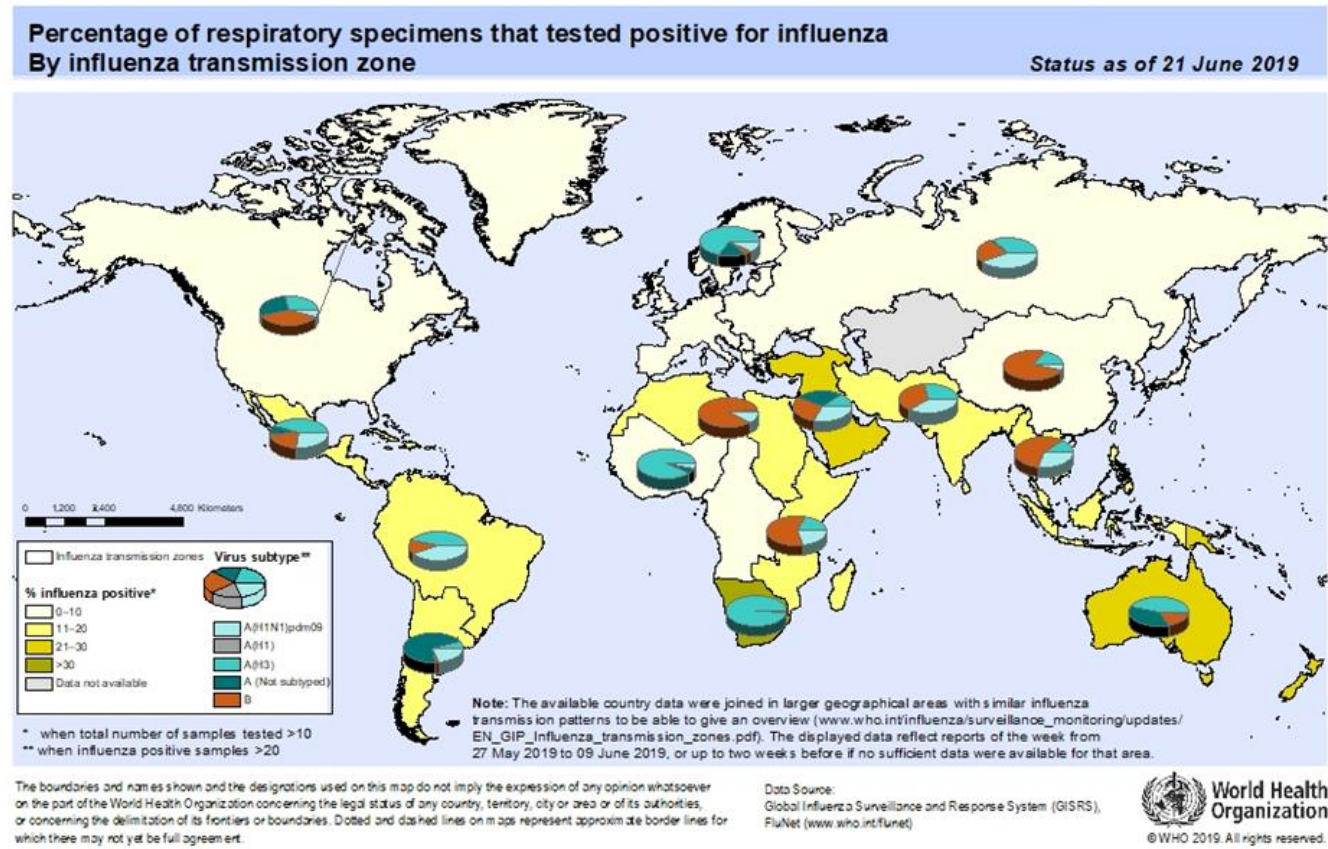 Percentage of respiratory specimens that tested positive for influenza
By influenza transmission zone
Status as of 21 June 2019
0 1,200 2,400 4,800 Kilometers
Influenza transmission zones
% influenza positive*
0-10
11-20
21-30
>30
Data not available
Virus subtype**
A(H1N1)pdm09
A(H1)
A(H3)
A (Not subtyped)
B
* when total number of samples tested >10
** when influenza positive samples >20
Note: The available country data were joined in larger geographical areas with similar influenza
transmission patterns to be able to give an overview (www.who.int/influenza/surveillance_monitoring/updates/
EN_GIP_Influenza_transmission_zones.pdf). The displayed data reflect reports of the week from
27 May 2019 to 09 June 2019, or up to two weeks before if no sufficient data were available for that area.
The boundaries and names shown and the designations used on this map do not imply the expression of any opinion whatsoever
on the part of the World Health Organization concerning the legal status of any country, territory, city or area or of its authorities,
or concerning the delimitation of its frontiers or boundaries. Dotted and dashed lines on maps represent approximate border lines for
which there may not yet be full agreement.
Data Source:
Global Influenza Surveillance and Response System (GISRS),
FluNet (www.who.int/flunet)
World Health
Organization
© WHO 2019. All rights reserved.